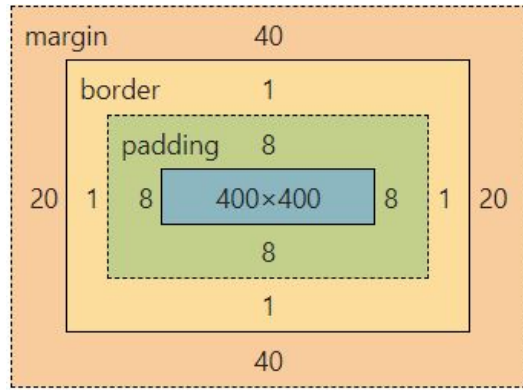 margin 40
border 1
padding 8
20 1 8 400×400 8 1 20
8
1
40